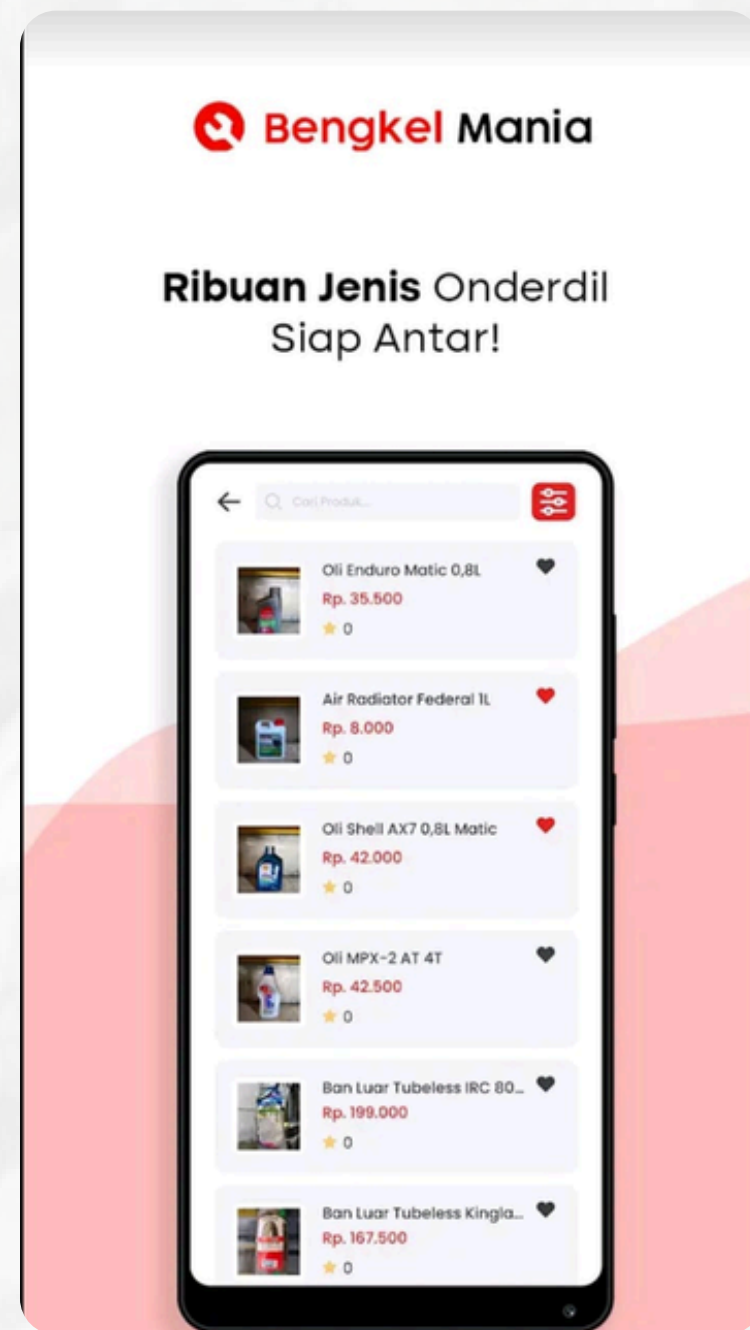 Bengkel Mania
Ribuan Jenis Onderdil
Siap Antar!
Cari Produk...
Oli Enduro Matic 0,8L
Rp. 35.500
0
Air Radiator Federal 1L
Rp. 8.000
0
Oli Shell AX7 0,8L Matic
Rp. 42.000
0
Oli MPX-2 AT 4T
Rp. 42.500
0
Ban Luar Tubeless IRC 80...
Rp. 199.000
0
Ban Luar Tubeless Kingla...
Rp. 167.500
0